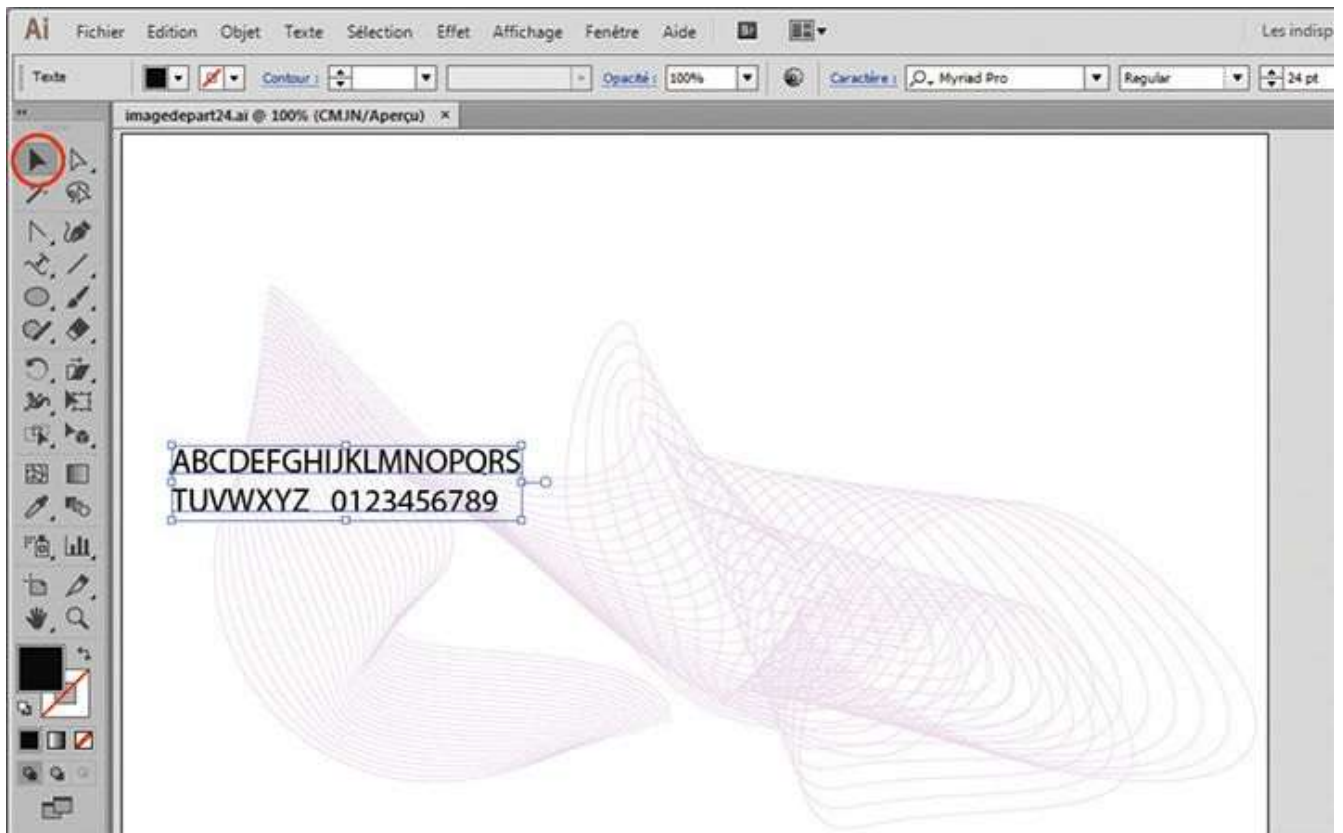 Ai Fichier Edition Objet Texte Sélection Effet Affichage Fenêtre Aide Br Les indisp
Texte Contour : Opacité : 100% Caractère : Myriad Pro Regular 24 pt
imagedepart24.ai @ 100% (CMJN/Aperçu) ×
ABCDEFGHIJKLMNOPQRS
TUVWXYZ 0123456789